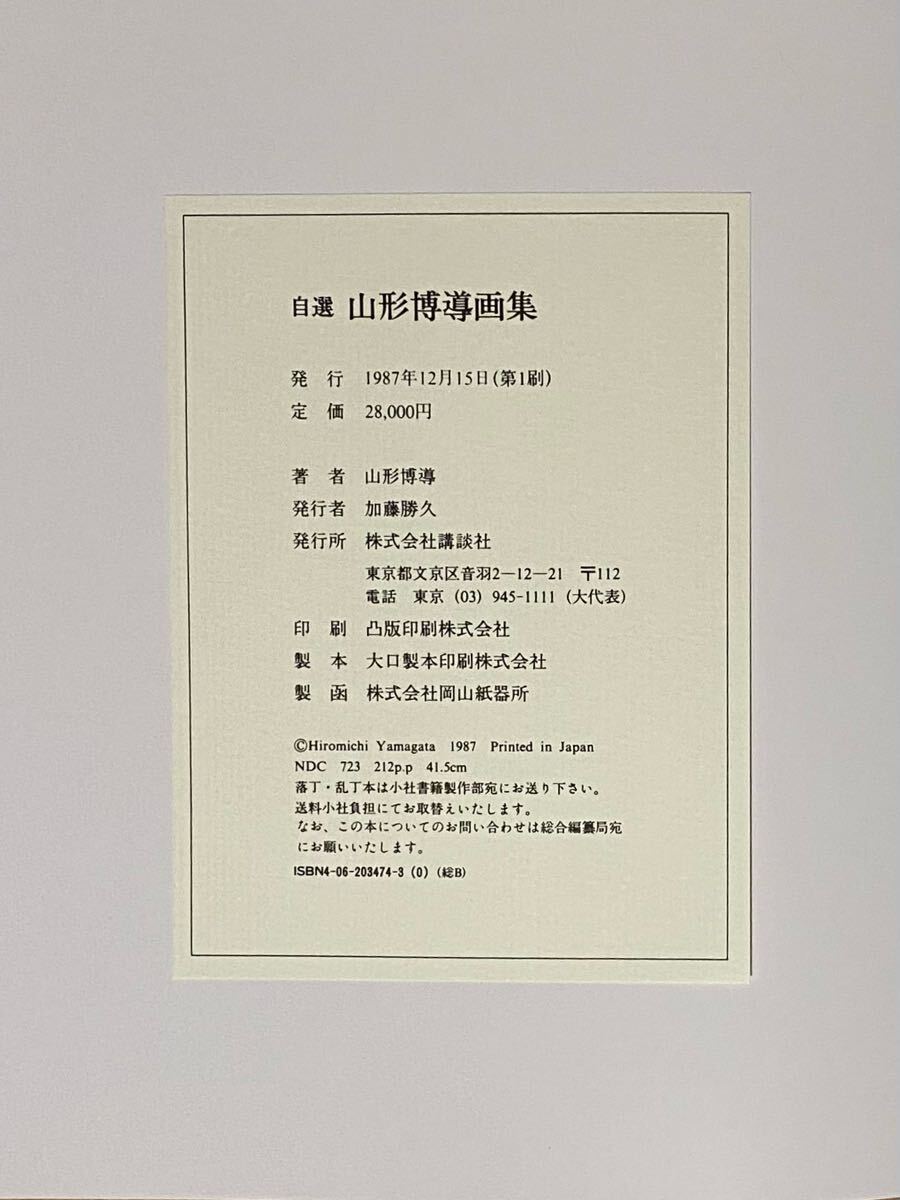 自選 山形博導画集
発 行 1987年12月15日(第1刷)
定 価 28,000円
著 者 山形博導
発行者 加藤勝久
発行所 株式会社講談社
東京都文京区音羽2—12—21 〒112
電話 東京 (03) 945-1111 (大代表)
印 刷 凸版印刷株式会社
製 本 大口製本印刷株式会社
製 函 株式会社岡山紙器所
©Hiromichi Yamagata 1987 Printed in Japan
NDC 723 212p.p 41.5cm
落丁・乱丁本は小社書籍製作部宛にお送り下さい。
送料小社負担にてお取替えいたします。
なお、この本についてのお問い合わせは総合編纂局宛
にお願いいたします。
ISBN4-06-203474-3 (0) (総B)